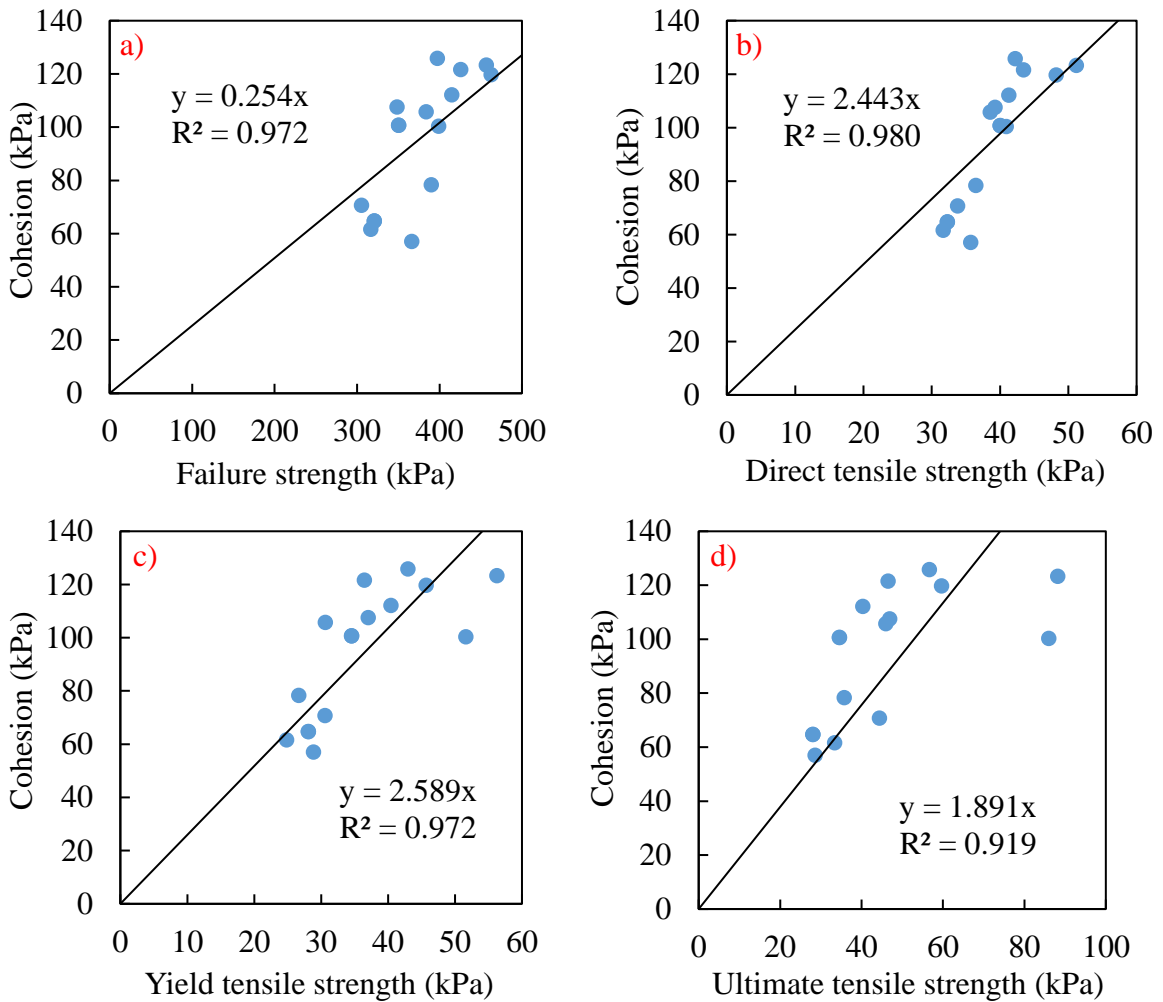 a)
y = 0.254x
R² = 0.972
Cohesion (kPa)
0
20
40
60
80
100
120
140
0 100 200 300 400 500
Failure strength (kPa)
b)
y = 2.443x
R² = 0.980
Cohesion (kPa)
0
20
40
60
80
100
120
140
0 10 20 30 40 50 60
Direct tensile strength (kPa)
c)
y = 2.589x
R² = 0.972
Cohesion (kPa)
0
20
40
60
80
100
120
140
0 10 20 30 40 50 60
Yield tensile strength (kPa)
d)
y = 1.891x
R² = 0.919
Cohesion (kPa)
0
20
40
60
80
100
120
140
0 20 40 60 80 100
Ultimate tensile strength (kPa)